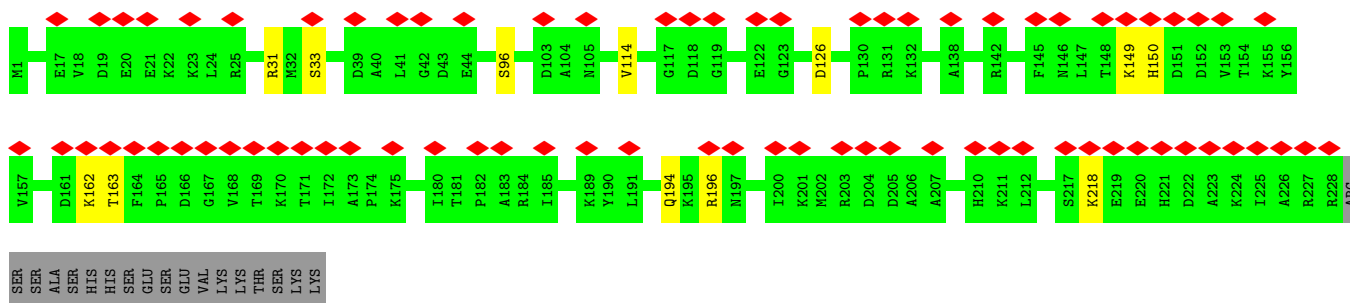 M1 E17 V18 D19 E20 E21 K22 K23 L24 R25 R31 M32 S33 D39 A40 L41 G42 D43 E44 S96 D103 A104 N105 V114 G117 D118 G119 E122 G123 D126 P130 R131 K132 A138 R142 F145 N146 L147 T148 K149 H150 D151 D152 V153 T154 K155 Y156
V157 D161 K162 T163 F164 P165 D166 G167 V168 T169 K170 T171 I172 A173 P174 K175 I180 T181 P182 A183 R184 I185 K189 Y190 L191 Q194 K195 R196 N197 I200 K201 M202 R203 D204 D205 A206 A207 H210 K211 L212 S217 K218 E219 E220 H221 D222 A223 K224 I225 A226 R227 R228 ARG
SER SER ALA SER HIS HIS SER GLU SER GLU VAL LYS LYS THR SER LYS LYS